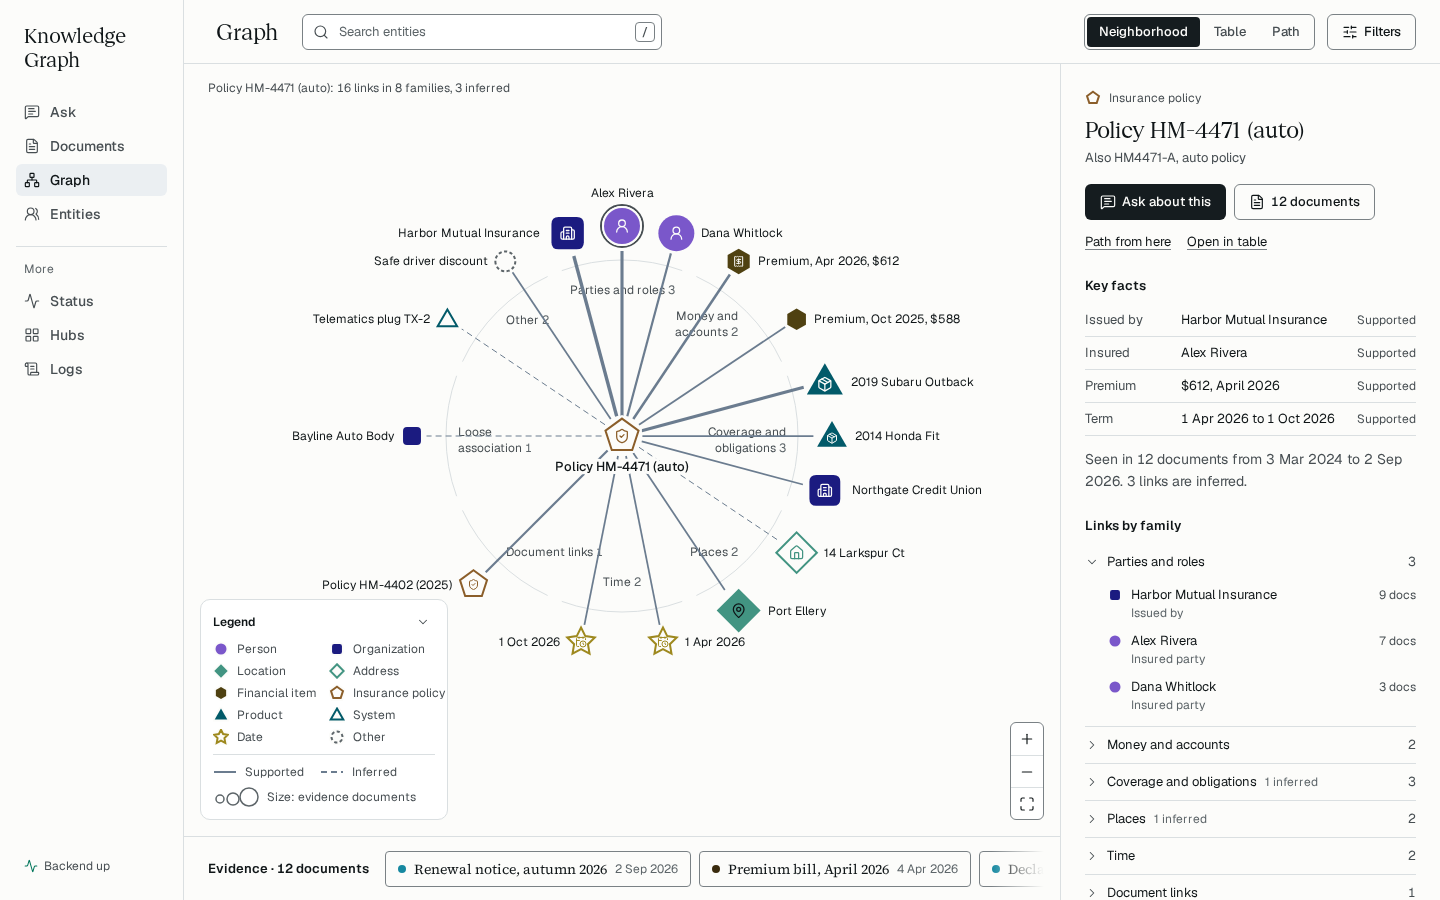 Knowledge
Graph
Ask
Documents
Graph
Entities
More
Status
Hubs
Logs
Backend up
Graph
Search entities
/
Neighborhood
Table
Path
Filters
Policy HM-4471 (auto): 16 links in 8 families, 3 inferred
Alex Rivera
Harbor Mutual Insurance
Dana Whitlock
Safe driver discount
Premium, Apr 2026, $612
Parties and roles 3
Telematics plug TX-2
Other 2
Money and
accounts 2
Premium, Oct 2025, $588
2019 Subaru Outback
Bayline Auto Body
Loose
association 1
Coverage and
obligations 3
2014 Honda Fit
Policy HM-4471 (auto)
Northgate Credit Union
Document links 1
Places 2
14 Larkspur Ct
Time 2
Policy HM-4402 (2025)
Port Ellery
1 Oct 2026
1 Apr 2026
Legend
Person
Organization
Location
Address
Financial item
Insurance policy
Product
System
Date
Other
Supported
Inferred
Size: evidence documents
Evidence · 12 documents
Renewal notice, autumn 2026 2 Sep 2026
Premium bill, April 2026 4 Apr 2026
Decla
Insurance policy
Policy HM-4471 (auto)
Also HM4471-A, auto policy
Ask about this
12 documents
Path from here
Open in table
Key facts
Issued by Harbor Mutual Insurance Supported
Insured Alex Rivera Supported
Premium $612, April 2026 Supported
Term 1 Apr 2026 to 1 Oct 2026 Supported
Seen in 12 documents from 3 Mar 2024 to 2 Sep
2026. 3 links are inferred.
Links by family
Parties and roles 3
Harbor Mutual Insurance 9 docs
Issued by
Alex Rivera 7 docs
Insured party
Dana Whitlock 3 docs
Insured party
Money and accounts 2
Coverage and obligations 1 inferred 3
Places 1 inferred 2
Time 2
Document links 1